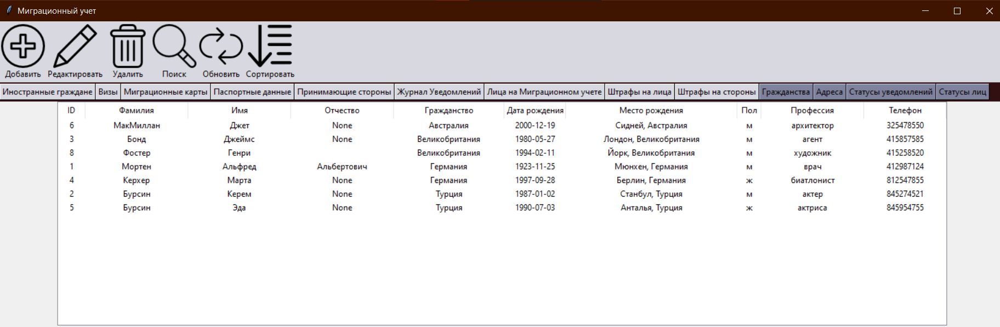 Миграционный учет
Добавить Редактировать Удалить Поиск Обновить Сортировать
Иностранные граждане Визы Миграционные карты Паспортные данные Принимающие стороны Журнал Уведомлений Лица на Миграционном учете Штрафы на лица Штрафы на стороны Гражданства Адреса Статусы уведомлений Статусы лиц
ID Фамилия Имя Отчество Гражданство Дата рождения Место рождения Пол Профессия Телефон
6 МакМиллан Джет None Австралия 2000-12-19 Сидней, Австралия м архитектор 325478550
3 Бонд Джеймс None Великобритания 1980-05-27 Лондон, Великобритания м агент 415857585
8 Фостер Генри Великобритания 1994-02-11 Йорк, Великобритания м художник 415258520
1 Мортен Альфред Альбертович Германия 1923-11-25 Мюнхен, Германия м врач 412987124
4 Керхер Марта None Германия 1997-09-28 Берлин, Германия ж биатлонист 812547855
2 Бурсин Керем None Турция 1987-01-02 Станбул, Турция м актер 845274521
5 Бурсин Эда None Турция 1990-07-03 Анталья, Турция ж актриса 845954755